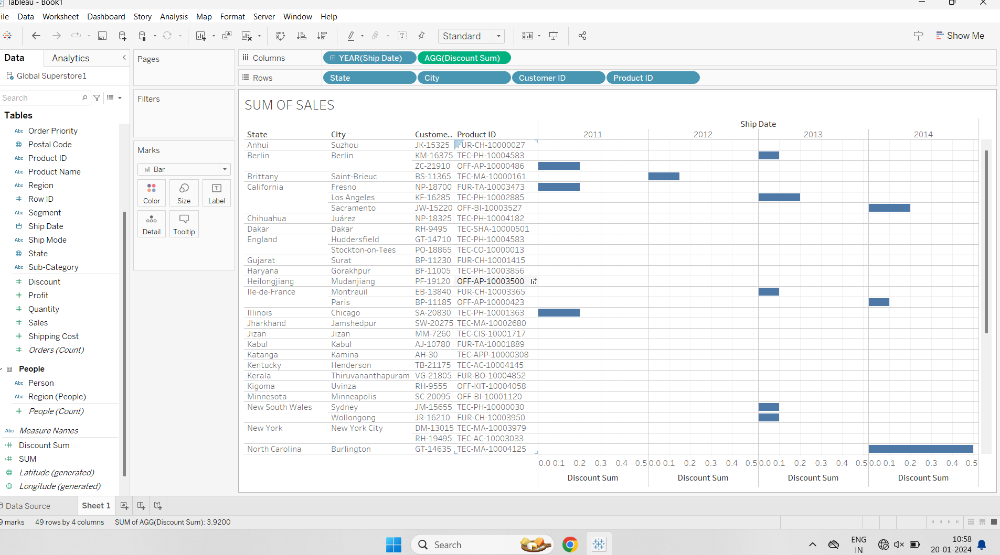 Tableau - Book1
ile Data Worksheet Dashboard Story Analysis Map Format Server Window Help
Standard
Show Me
Data Analytics
Global Superstore1
Search
Tables
Abc Order Priority
Postal Code
Abc Product ID
Abc Product Name
Abc Region
# Row ID
Abc Segment
Ship Date
Abc Ship Mode
State
Abc Sub-Category
# Discount
# Profit
# Quantity
# Sales
# Shipping Cost
# Orders (Count)
People
Abc Person
Abc Region (People)
# People (Count)
Abc Measure Names
=# Discount Sum
=# SUM
Latitude (generated)
Longitude (generated)
Pages
Filters
Marks
Bar
Color Size Label
Detail Tooltip
Columns YEAR(Ship Date) AGG(Discount Sum)
Rows State City Customer ID Product ID
SUM OF SALES
Ship Date
State City Custome.. Product ID 2011 2012 2013 2014
Anhui Suzhou JK-15325 FUR-CH-10000027
Berlin Berlin KM-16375 TEC-PH-10004583
ZC-21910 OFF-AP-10000486
Brittany Saint-Brieuc BS-11365 TEC-MA-10000161
California Fresno NP-18700 FUR-TA-10003473
Los Angeles KF-16285 TEC-PH-10002885
Sacramento JW-15220 OFF-BI-10003527
Chihuahua Juárez NP-18325 TEC-PH-10004182
Dakar Dakar RH-9495 TEC-SHA-10000501
England Huddersfield GT-14710 TEC-PH-10004583
Stockton-on-Tees PO-18865 TEC-CO-10000013
Gujarat Surat BP-11230 FUR-CH-10001415
Haryana Gorakhpur BF-11005 TEC-PH-10003856
Heilongjiang Mudanjiang PF-19120 OFF-AP-10003500
Ile-de-France Montreuil EB-13840 FUR-CH-10003365
Paris BP-11185 OFF-AP-10000423
Illinois Chicago SA-20830 TEC-PH-10001363
Jharkhand Jamshedpur SW-20275 TEC-MA-10002680
Jizan Jizan MM-7260 TEC-CIS-10001717
Kabul Kabul AJ-10780 FUR-TA-10001889
Katanga Kamina AH-30 TEC-APP-10000308
Kentucky Henderson TB-21175 TEC-AC-10004145
Kerala Thiruvananthapuram VG-21805 FUR-BO-10004852
Kigoma Uvinza RH-9555 OFF-KIT-10004058
Minnesota Minneapolis SC-20095 OFF-BI-10001120
New South Wales Sydney JM-15655 TEC-PH-10000030
Wollongong JR-16210 FUR-CH-10003950
New York New York City DM-13015 TEC-MA-10003979
RH-19495 TEC-AC-10003033
North Carolina Burlington GT-14635 TEC-MA-10004125
0.0 0.1 0.2 0.3 0.4 0.5 0.0 0.1 0.2 0.3 0.4 0.5 0.0 0.1 0.2 0.3 0.4 0.5 0.0 0.1 0.2 0.3 0.4 0.5
Discount Sum Discount Sum Discount Sum Discount Sum
Data Source Sheet 1
9 marks 49 rows by 4 columns SUM of AGG(Discount Sum): 3.9200
Search
ENG
IN
10:58
20-01-2024